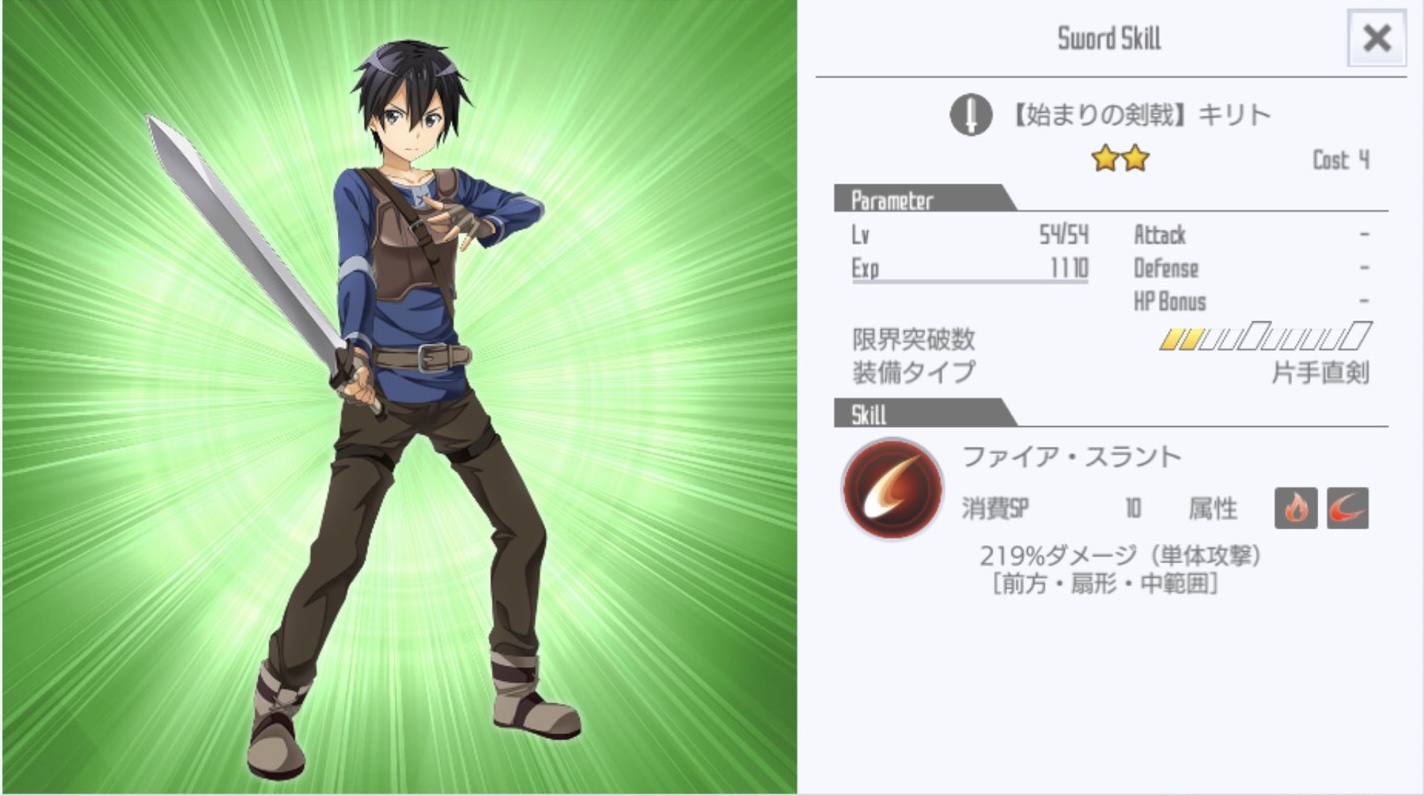 Sword Skill
【始まりの剣戟】キリト
Cost 4
Parameter
Lv 54/54 Attack -
Exp 1110 Defense -
HP Bonus -
限界突破数
装備タイプ 片手直剣
Skill
ファイア・スラント
消費SP 10 属性
219%ダメージ（単体攻撃）
［前方・扇形・中範囲］